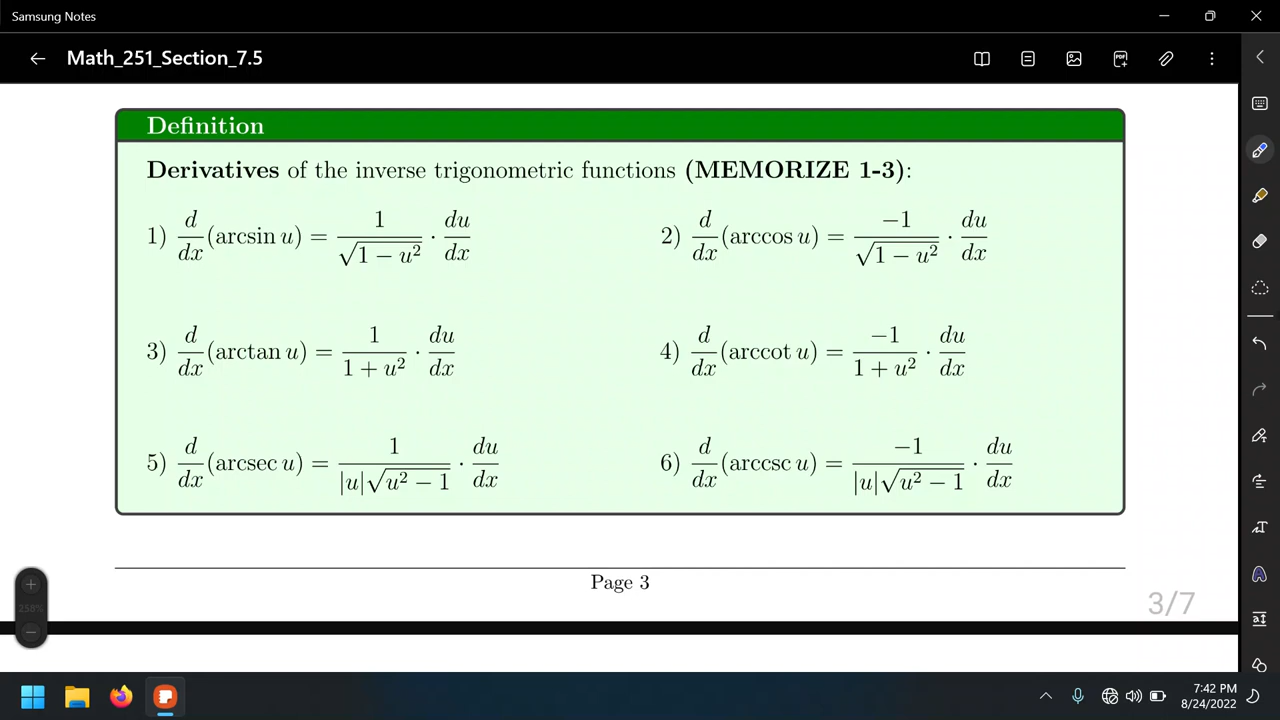 Samsung Notes
Math_251_Section_7.5
Definition
Derivatives of the inverse trigonometric functions (MEMORIZE 1-3):
1) d/dx (arcsin u) = 1/√(1 − u²) · du/dx
2) d/dx (arccos u) = −1/√(1 − u²) · du/dx
3) d/dx (arctan u) = 1/(1 + u²) · du/dx
4) d/dx (arccot u) = −1/(1 + u²) · du/dx
5) d/dx (arcsec u) = 1/(|u|√(u² − 1)) · du/dx
6) d/dx (arccsc u) = −1/(|u|√(u² − 1)) · du/dx
Page 3
3/7
258%
7:42 PM
8/24/2022